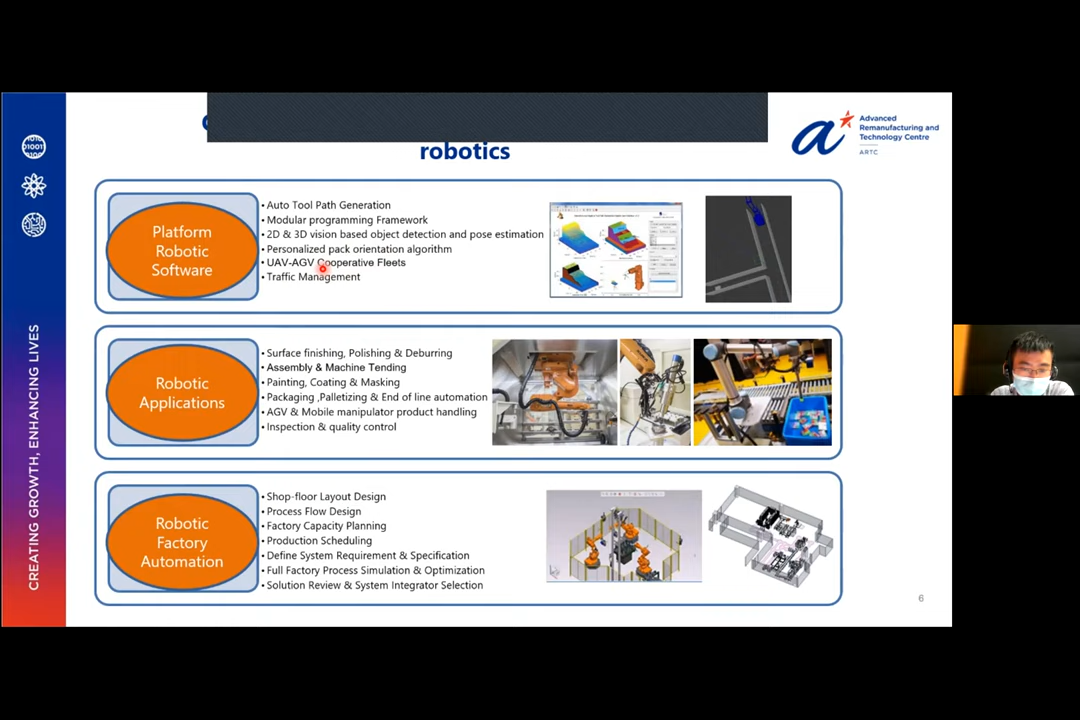 robotics
Advanced
Remanufacturing and
Technology Centre
ARTC
01001
CREATING GROWTH, ENHANCING LIVES
Platform
Robotic
Software
• Auto Tool Path Generation
• Modular programming Framework
• 2D & 3D vision based object detection and pose estimation
• Personalized pack orientation algorithm
• UAV-AGV Cooperative Fleets
• Traffic Management
Robotic
Applications
• Surface finishing, Polishing & Deburring
• Assembly & Machine Tending
• Painting, Coating & Masking
• Packaging ,Palletizing & End of line automation
• AGV & Mobile manipulator product handling
• Inspection & quality control
Robotic
Factory
Automation
• Shop-floor Layout Design
• Process Flow Design
• Factory Capacity Planning
• Production Scheduling
• Define System Requirement & Specification
• Full Factory Process Simulation & Optimization
• Solution Review & System Integrator Selection
6